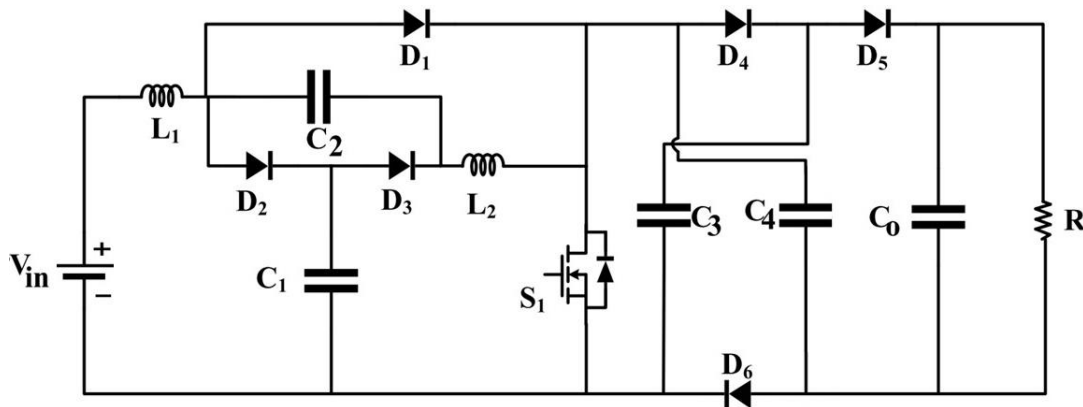 D₁
D₄
D₅
L₁
C₂
D₂
D₃
L₂
C₃
C₄
Cₒ
R
+
Vᵢₙ
−
C₁
S₁
D₆